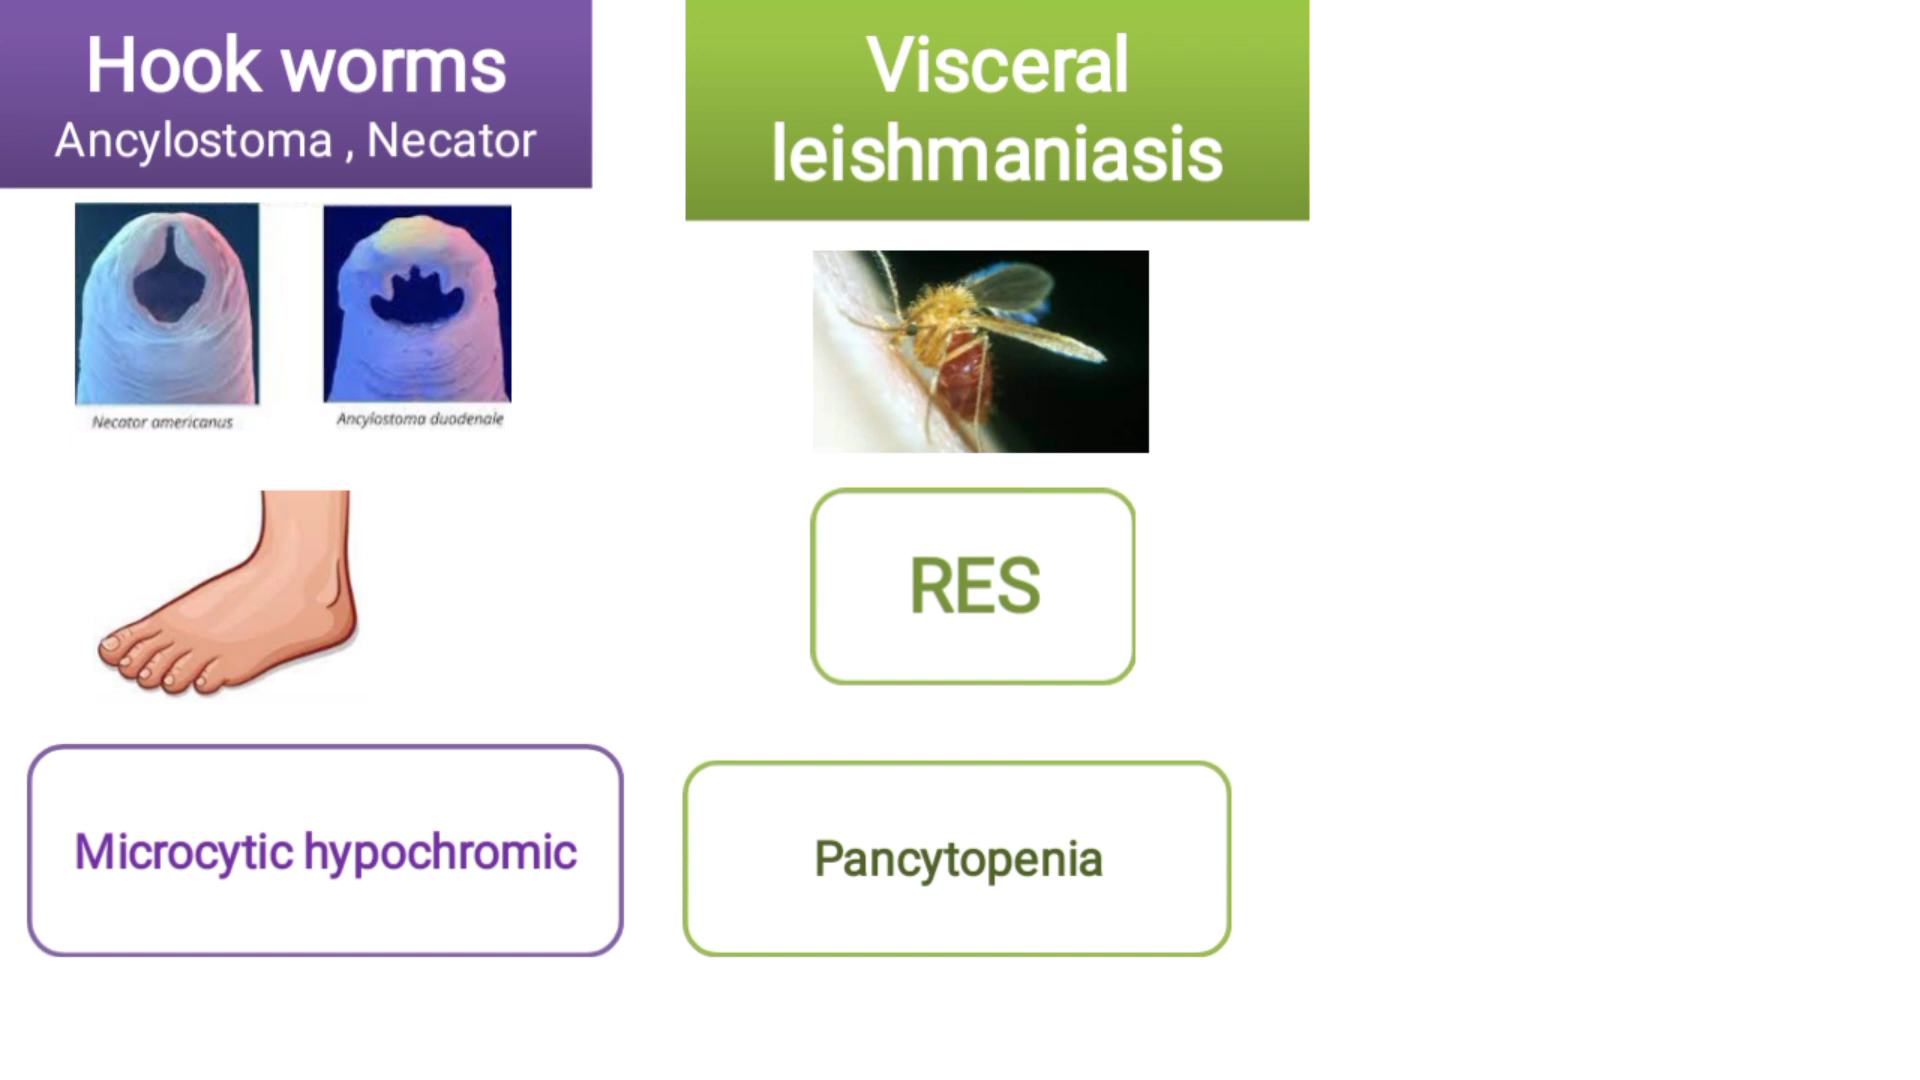 Hook worms
Ancylostoma , Necator
Necator americanus
Ancylostoma duodenale
Microcytic hypochromic
Visceral
leishmaniasis
RES
Pancytopenia